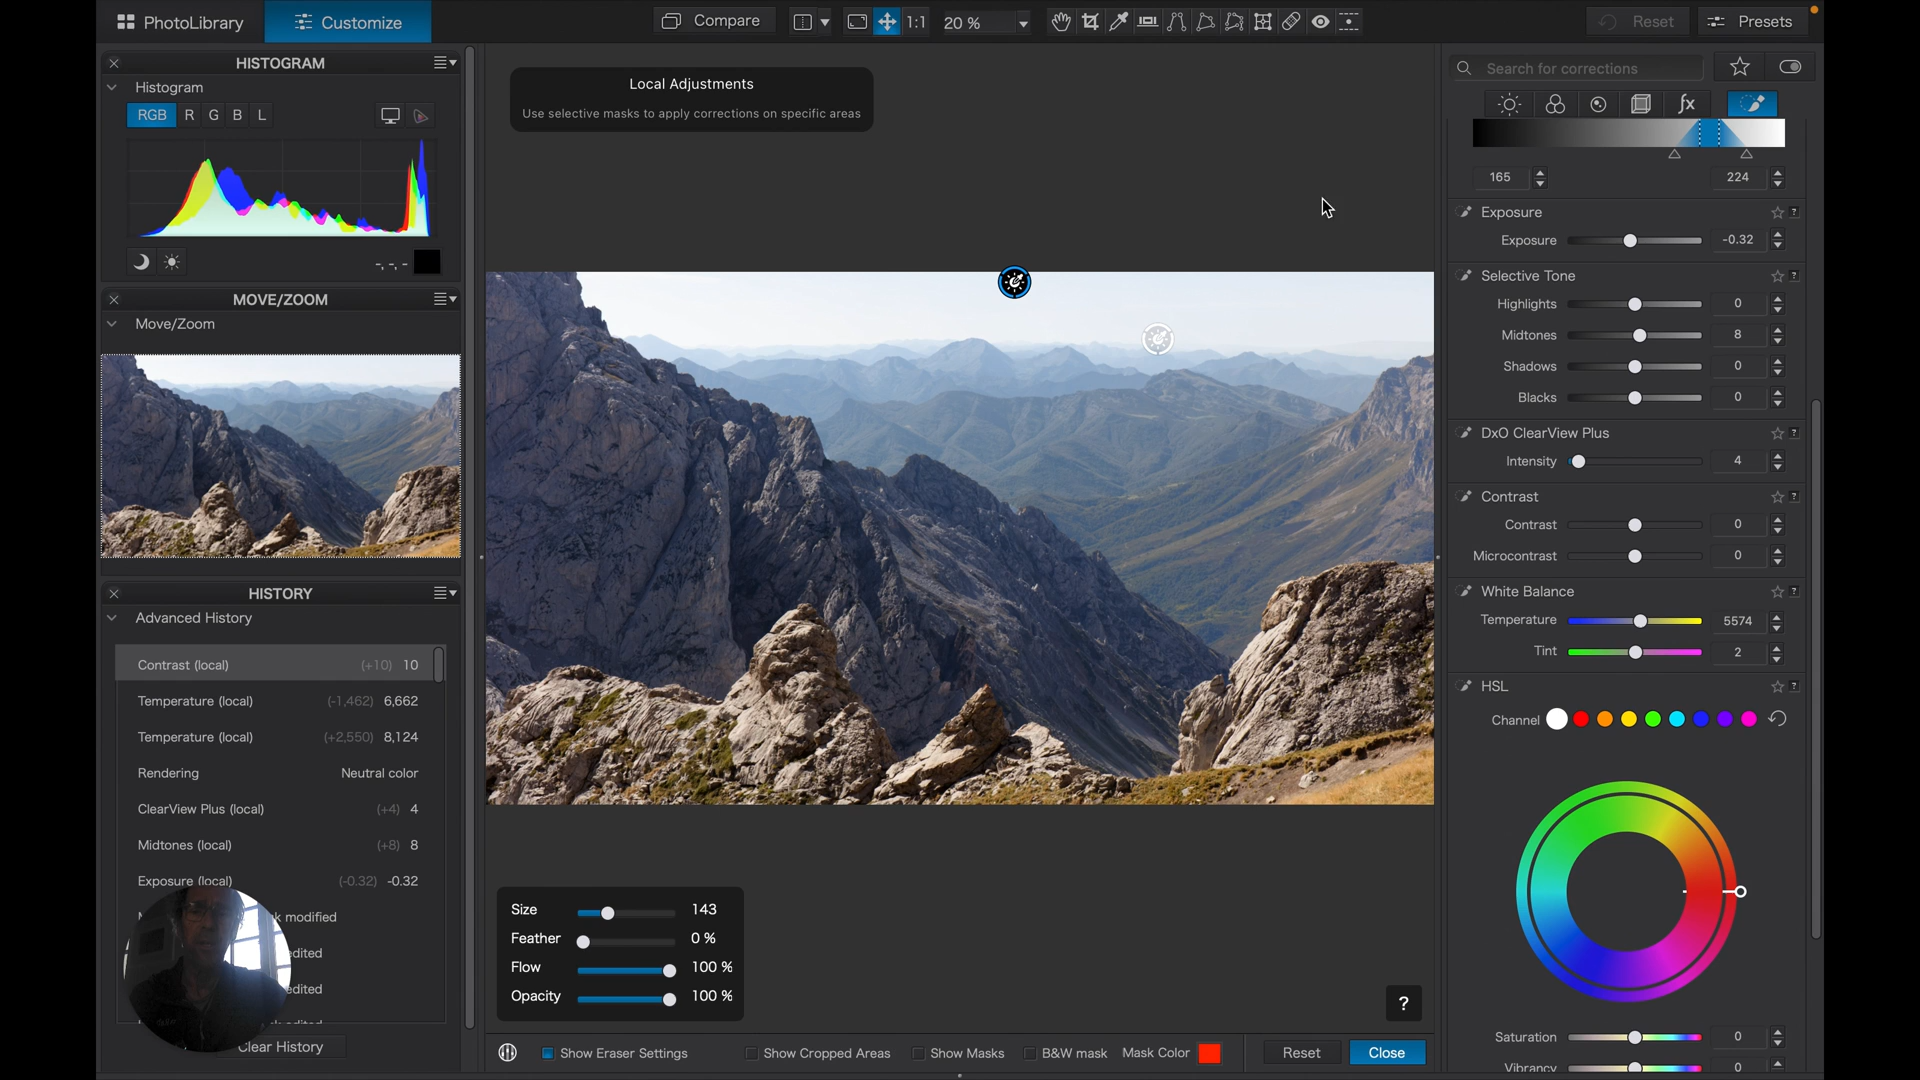 PhotoLibrary
Customize
Compare
1:1
20 %
Reset
Presets
HISTOGRAM
Histogram
RGB R G B L
-, -, -
MOVE/ZOOM
Move/Zoom
HISTORY
Advanced History
Contrast (local) (+10) 10
Temperature (local) (-1,462) 6,662
Temperature (local) (+2,550) 8,124
Rendering Neutral color
ClearView Plus (local) (+4) 4
Midtones (local) (+8) 8
Exposure (local) (-0.32) -0.32
k modified
edited
edited
Clear History
Local Adjustments
Use selective masks to apply corrections on specific areas
Size 143
Feather 0 %
Flow 100 %
Opacity 100 %
?
Show Eraser Settings
Show Cropped Areas
Show Masks
B&W mask
Mask Color
Reset
Close
Search for corrections
fx
165 224
Exposure ?
Exposure -0.32
Selective Tone ?
Highlights 0
Midtones 8
Shadows 0
Blacks 0
DxO ClearView Plus ?
Intensity 4
Contrast ?
Contrast 0
Microcontrast 0
White Balance ?
Temperature 5574
Tint 2
HSL ?
Channel
Saturation 0
Vibrancy 0